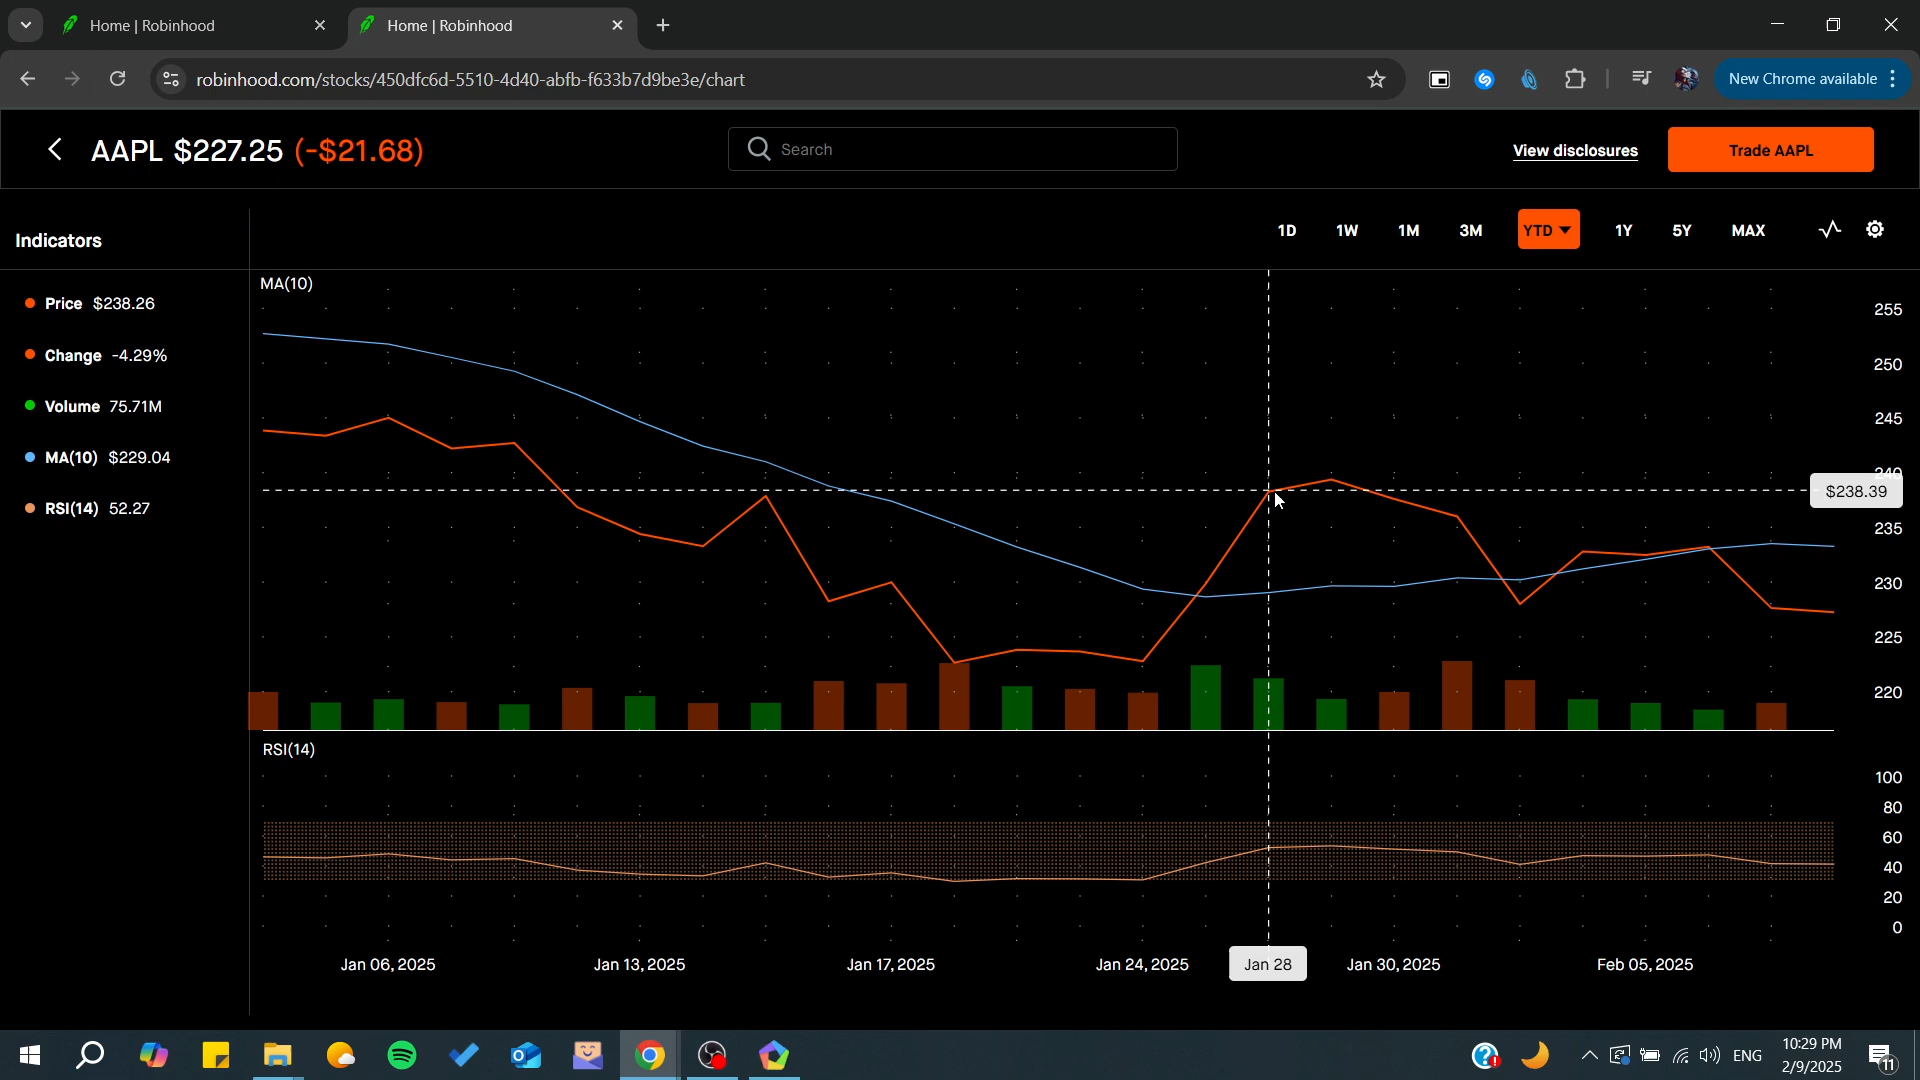 Home | Robinhood
Home | Robinhood
robinhood.com/stocks/450dfc6d-5510-4d40-abfb-f633b7d9be3e/chart
New Chrome available
AAPL $227.25 (-$21.68)
Search
View disclosures
Trade AAPL
Indicators
1D 1W 1M 3M YTD 1Y 5Y MAX
Price $238.26
Change -4.29%
Volume 75.71M
MA(10) $229.04
RSI(14) 52.27
MA(10)
255
250
245
240
$238.39
235
230
225
220
RSI(14)
100
80
60
40
20
0
Jan 06, 2025
Jan 13, 2025
Jan 17, 2025
Jan 24, 2025
Jan 28
Jan 30, 2025
Feb 05, 2025
ENG
10:29 PM
2/9/2025
11